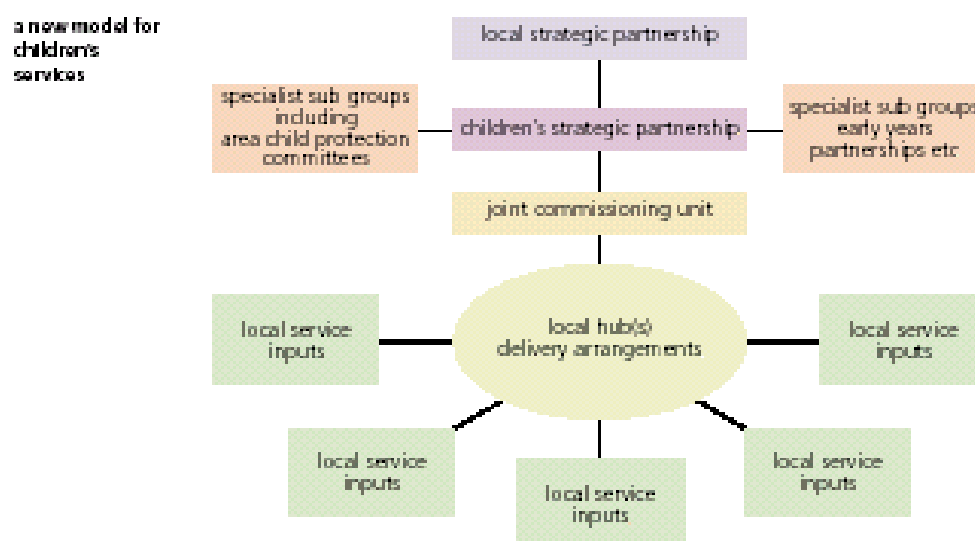 a new model for
children's
services
local strategic partnership
specialist sub groups
including
area child protection
committees
children's strategic partnership
specialist sub groups
early years
partnerships etc
joint commissioning unit
local service
inputs
local hub(s)
delivery arrangements
local service
inputs
local service
inputs
local service
inputs
local service
inputs